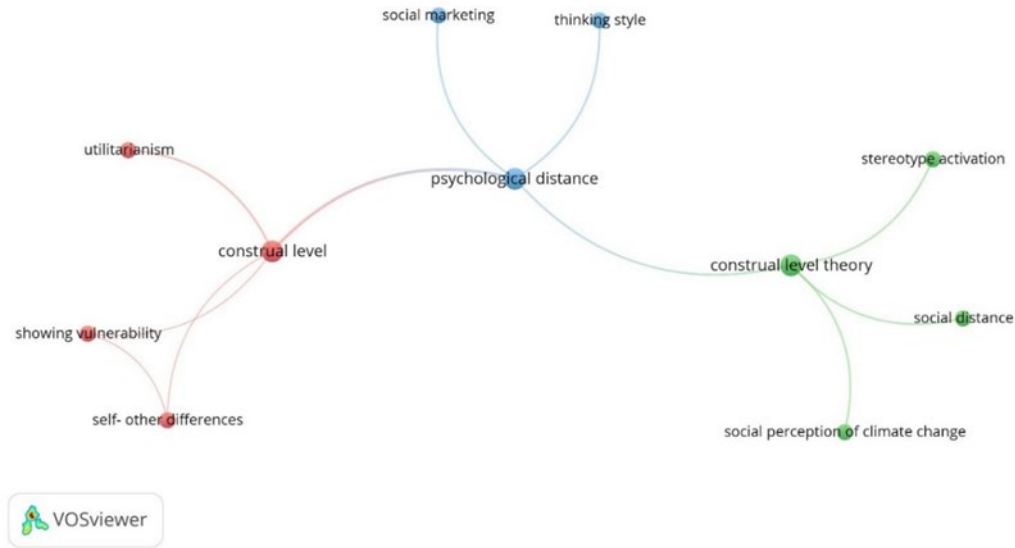 social marketing
thinking style
utilitarianism
stereotype activation
psychological distance
construal level
construal level theory
social distance
showing vulnerability
self- other differences
social perception of climate change
VOSviewer